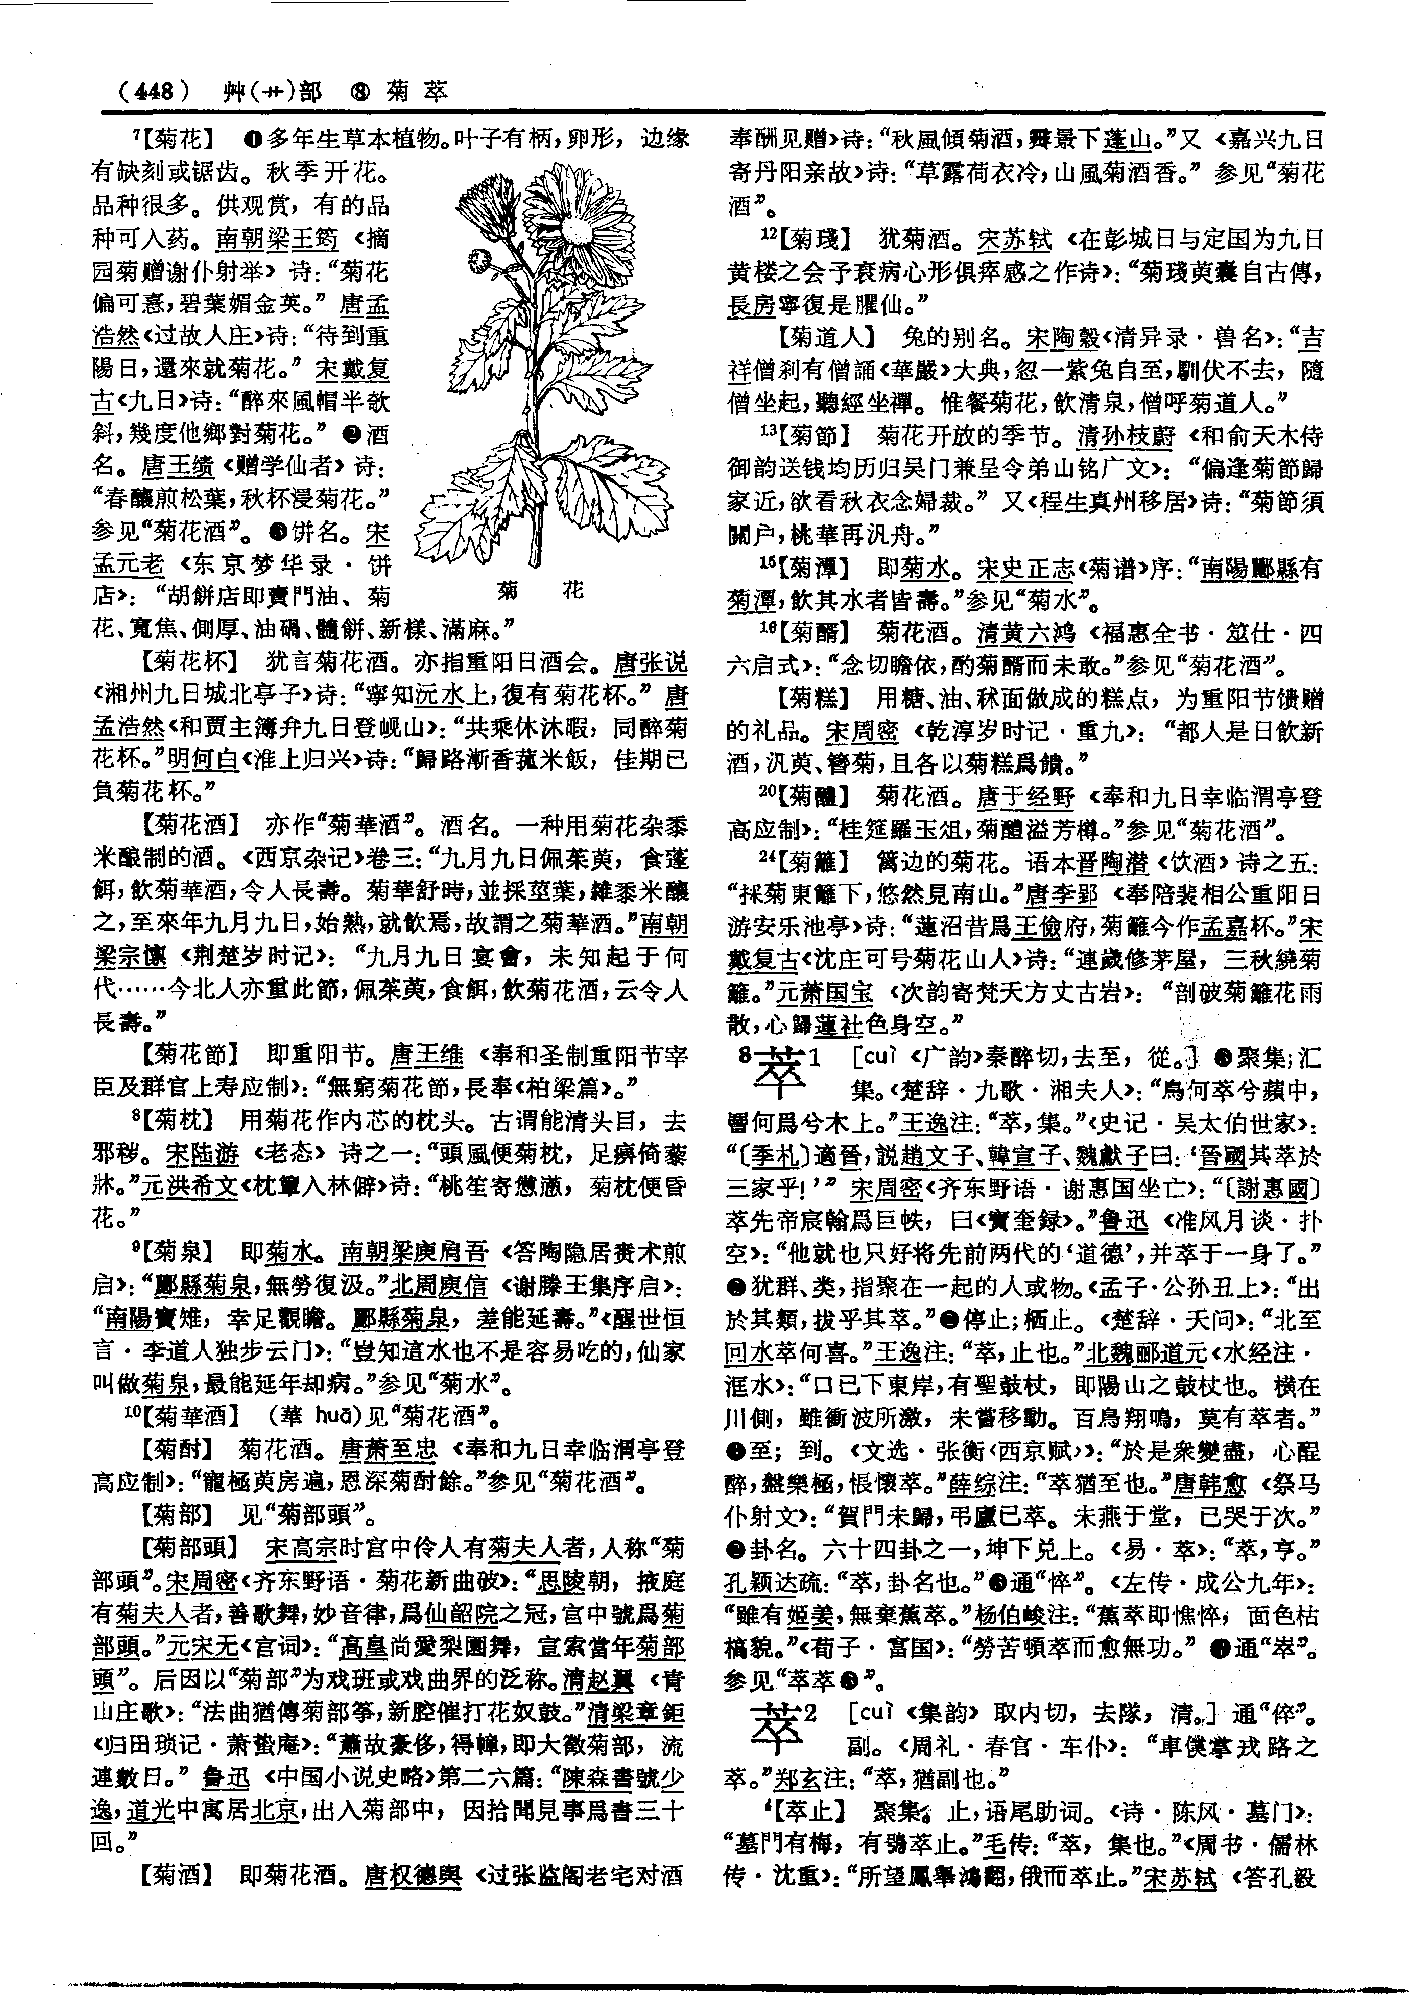 (448) 艸(艹)部 ⑧ 菊 萃
⁷【菊花】 ❶多年生草本植物。叶子有柄，卵形，边缘
有缺刻或锯齿。秋季开花。
品种很多。供观赏，有的品
种可入药。南朝梁王筠《摘
园菊赠谢仆射举》诗：“菊花
偏可憙，碧葉媚金英。”唐孟
浩然《过故人庄》诗：“待到重
陽日，還來就菊花。”宋戴复
古《九日》诗：“醉來風帽半欹
斜，幾度他鄉對菊花。”❷酒
名。唐王绩《赠学仙者》诗：
“春釀煎松葉，秋杯浸菊花。”
参见“菊花酒”。❸饼名。宋
孟元老《东京梦华录·饼
店》：“胡餅店即賣門油、菊
花、寬焦、側厚、油碢、髓餅、新樣、滿麻。”
菊 花
【菊花杯】 犹言菊花酒。亦指重阳日酒会。唐张说
《湘州九日城北亭子》诗：“寧知沅水上，復有菊花杯。”唐
孟浩然《和贾主簿弁九日登岘山》：“共乘休沐暇，同醉菊
花杯。”明何白《淮上归兴》诗：“歸路漸香菰米飯，佳期已
負菊花杯。”
【菊花酒】 亦作“菊華酒”。酒名。一种用菊花杂黍
米酿制的酒。《西京杂记》卷三：“九月九日佩茱萸，食蓬
餌，飲菊華酒，令人長壽。菊華舒時，並採莖葉，雜黍米釀
之，至來年九月九日，始熟，就飲焉，故謂之菊華酒。”南朝
梁宗懔《荆楚岁时记》：“九月九日宴會，未知起于何
代……今北人亦重此節，佩茱萸，食餌，飲菊花酒，云令人
長壽。”
【菊花節】 即重阳节。唐王维《奉和圣制重阳节宰
臣及群官上寿应制》：“無窮菊花節，長奉《柏梁篇》。”
⁸【菊枕】 用菊花作内芯的枕头。古谓能清头目，去
邪秽。宋陆游《老态》诗之一：“頭風便菊枕，足痹倚藜
牀。”元洪希文《枕簟入林僻》诗：“桃笙寄憊葸，菊枕便昏
花。”
⁹【菊泉】 即菊水。南朝梁庾肩吾《答陶隐居赉术煎
启》：“酈縣菊泉，無勞復汲。”北周庾信《谢滕王集序启》：
“南陽寶雉，幸足觀瞻。酈縣菊泉，差能延壽。”《醒世恒
言·李道人独步云门》：“豈知這水也不是容易吃的，仙家
叫做菊泉，最能延年却病。”参见“菊水”。
¹⁰【菊華酒】 (華 huā)见“菊花酒”。
【菊酎】 菊花酒。唐萧至忠《奉和九日幸临渭亭登
高应制》：“寵極萸房遍，恩深菊酎餘。”参见“菊花酒”。
【菊部】 见“菊部頭”。
【菊部頭】 宋高宗时宫中伶人有菊夫人者，人称“菊
部頭”。宋周密《齐东野语·菊花新曲破》：“思陵朝，掖庭
有菊夫人者，善歌舞，妙音律，爲仙韶院之冠，宫中號爲菊
部頭。”元宋无《宫词》：“高皇尚愛梨園舞，宣索當年菊部
頭”。后因以“菊部”为戏班或戏曲界的泛称。清赵翼《青
山庄歌》：“法曲猶傳菊部筝，新腔催打花奴鼓。”清梁章鉅
《归田琐记·萧蛰庵》：“蕭故豪侈，得幛，即大徵菊部，流
連數日。”鲁迅《中国小说史略》第二六篇：“陳森書號少
逸，道光中寓居北京，出入菊部中，因拾聞見事爲書三十
回。”
【菊酒】 即菊花酒。唐权德舆《过张监阁老宅对酒
奉酬见赠》诗：“秋風傾菊酒，霽景下蓬山。”又《嘉兴九日
寄丹阳亲故》诗：“草露荷衣冷，山風菊酒香。”参见“菊花
酒”。
¹²【菊琖】 犹菊酒。宋苏轼《在彭城日与定国为九日
黄楼之会予衰病心形俱瘁感之作诗》：“菊琖萸囊自古傳，
長房寧復是臞仙。”
【菊道人】 兔的别名。宋陶穀《清异录·兽名》：“吉
祥僧刹有僧誦《華嚴》大典，忽一紫兔自至，馴伏不去，隨
僧坐起，聽經坐禪。惟餐菊花，飲清泉，僧呼菊道人。”
¹³【菊節】 菊花开放的季节。清孙枝蔚《和俞天木侍
御韵送钱均历归吴门兼呈令弟山铭广文》：“偏逢菊節歸
家近，欲看秋衣念婦裁。”又《程生真州移居》诗：“菊節須
關户，桃華再汎舟。”
¹⁵【菊潭】 即菊水。宋史正志《菊谱》序：“南陽酈縣有
菊潭，飲其水者皆壽。”参见“菊水”。
¹⁶【菊醑】 菊花酒。清黄六鸿《福惠全书·筮仕·四
六启式》：“念切瞻依，酌菊醑而未敢。”参见“菊花酒”。
【菊糕】 用糖、油、秫面做成的糕点，为重阳节馈赠
的礼品。宋周密《乾淳岁时记·重九》：“都人是日飲新
酒，汎萸、簪菊，且各以菊糕爲饋。”
²⁰【菊醴】 菊花酒。唐于经野《奉和九日幸临渭亭登
高应制》：“桂筵羅玉俎，菊醴溢芳樽。”参见“菊花酒”。
²⁴【菊籬】 篱边的菊花。语本晋陶潜《饮酒》诗之五：
“採菊東籬下，悠然見南山。”唐李郢《奉陪裴相公重阳日
游安乐池亭》诗：“蓮沼昔爲王儉府，菊籬今作孟嘉杯。”宋
戴复古《沈庄可号菊花山人》诗：“連歲修茅屋，三秋繞菊
籬。”元萧国宝《次韵寄梵天方丈古岩》：“剖破菊籬花雨
散，心歸蓮社色身空。”
8 萃1 [cuì《广韵》秦醉切，去至，從。] ❶聚集；汇
集。《楚辞·九歌·湘夫人》：“鳥何萃兮蘋中，
罾何爲兮木上。”王逸注：“萃，集。”《史记·吴太伯世家》：
“〔季札〕適晉，説趙文子、韓宣子、魏獻子曰：‘晉國其萃於
三家乎！’”宋周密《齐东野语·谢惠国坐亡》：“〔謝惠國〕
萃先帝宸翰爲巨帙，曰《寶奎録》。”鲁迅《准风月谈·扑
空》：“他就也只好将先前两代的‘道德’，并萃于一身了。”
❷犹群、类，指聚在一起的人或物。《孟子·公孙丑上》：“出
於其類，拔乎其萃。”❸停止；栖止。《楚辞·天问》：“北至
回水萃何喜。”王逸注：“萃，止也。”北魏郦道元《水经注·
洭水》：“口已下東岸，有聖鼓杖，即陽山之鼓杖也。横在
川側，雖衝波所激，未嘗移動。百鳥翔鳴，莫有萃者。”
❹至；到。《文选·张衡〈西京赋〉》：“於是衆變盡，心酲
醉，盤樂極，悵懷萃。”薛综注：“萃猶至也。”唐韩愈《祭马
仆射文》：“賀門未歸，弔廬已萃。未燕于堂，已哭于次。”
❺卦名。六十四卦之一，坤下兑上。《易·萃》：“萃，亨。”
孔颖达疏：“萃，卦名也。”❻通“悴”。《左传·成公九年》：
“雖有姬姜，無棄蕉萃。”杨伯峻注：“蕉萃即憔悴，面色枯
槁貌。”《荀子·富国》：“勞苦頓萃而愈無功。”❼通“崒”。
参见“萃萃❶”。
萃2 [cuì《集韵》取内切，去隊，清。] 通“倅”。
副。《周礼·春官·车仆》：“車僕掌戎路之
萃。”郑玄注：“萃，猶副也。”
⁴【萃止】 聚集。止，语尾助词。《诗·陈风·墓门》：
“墓門有梅，有鴞萃止。”毛传：“萃，集也。”《周书·儒林
传·沈重》：“所望鳳舉鴻翻，俄而萃止。”宋苏轼《答孔毅